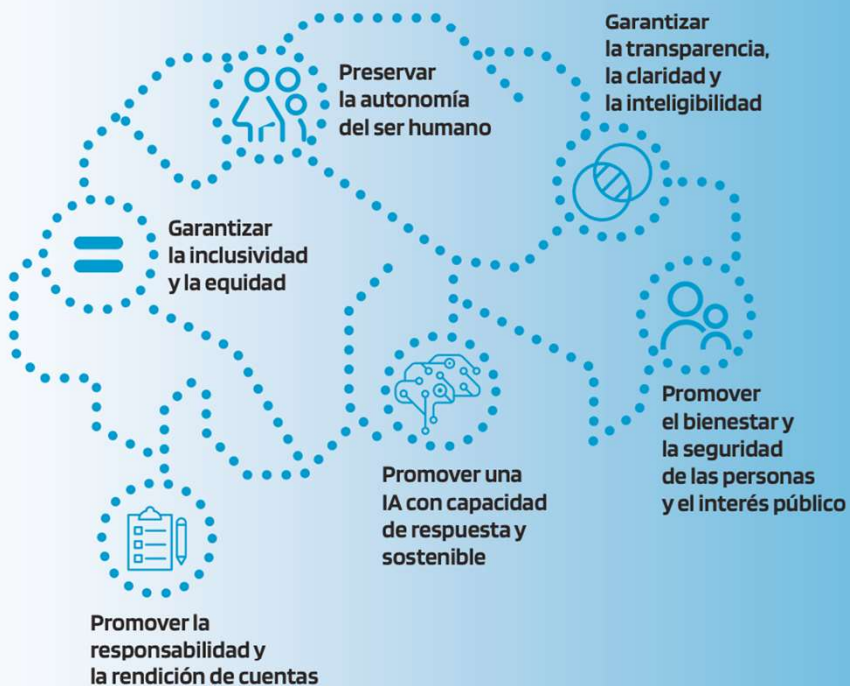 Garantizar
la transparencia,
la claridad y
la inteligibilidad
Preservar
la autonomía
del ser humano
Garantizar
la inclusividad
y la equidad
Promover
el bienestar y
la seguridad
de las personas
y el interés público
Promover una
IA con capacidad
de respuesta y
sostenible
Promover la
responsabilidad y
la rendición de cuentas